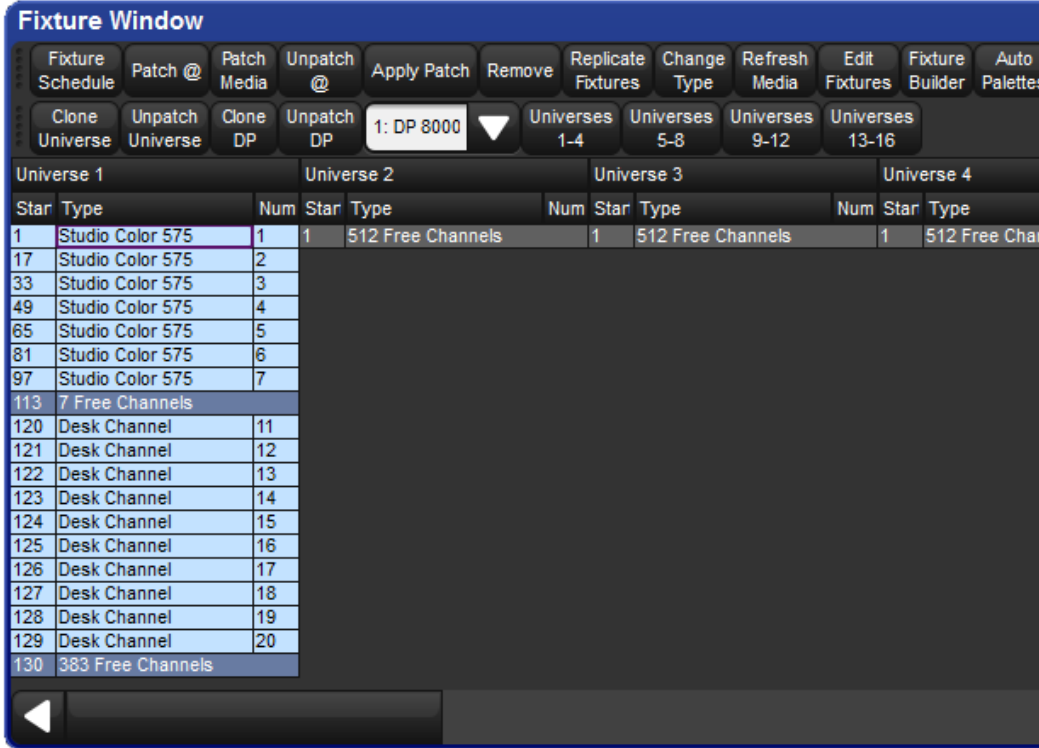 Fixture Window
Fixture Schedule Patch @ Patch Media Unpatch @ Apply Patch Remove Replicate Fixtures Change Type Refresh Media Edit Fixtures Fixture Builder Auto Palettes
Clone Universe Unpatch Universe Clone DP Unpatch DP 1: DP 8000 Universes 1-4 Universes 5-8 Universes 9-12 Universes 13-16
Universe 1 Universe 2 Universe 3 Universe 4
Star Type Num Star Type Num Star Type Num Star Type
1 Studio Color 575 1 1 512 Free Channels 1 512 Free Channels 1 512 Free Char
17 Studio Color 575 2
33 Studio Color 575 3
49 Studio Color 575 4
65 Studio Color 575 5
81 Studio Color 575 6
97 Studio Color 575 7
113 7 Free Channels
120 Desk Channel 11
121 Desk Channel 12
122 Desk Channel 13
123 Desk Channel 14
124 Desk Channel 15
125 Desk Channel 16
126 Desk Channel 17
127 Desk Channel 18
128 Desk Channel 19
129 Desk Channel 20
130 383 Free Channels